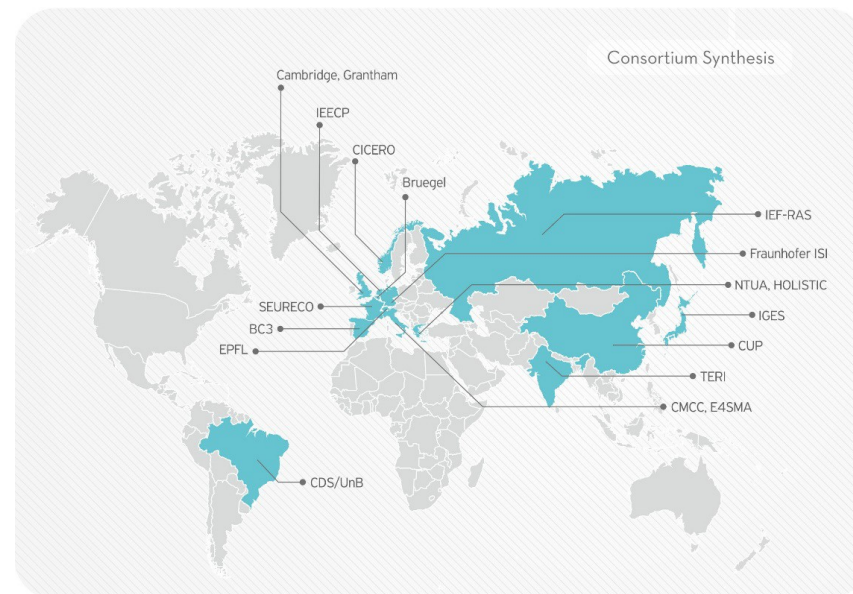 Consortium Synthesis
Cambridge, Grantham
IEECP
CICERO
Bruegel
IEF-RAS
Fraunhofer ISI
NTUA, HOLISTIC
SEURECO
IGES
BC3
EPFL
CUP
TERI
CMCC, E4SMA
CDS/UnB